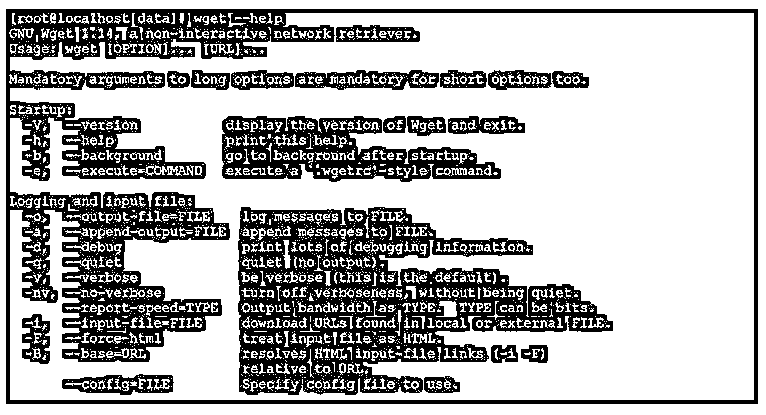 [root@localhost data]# wget --help
GNU Wget 1.14, a non-interactive network retriever.
Usage: wget [OPTION]... [URL]...
Mandatory arguments to long options are mandatory for short options too.
Startup:
-V, --version display the version of Wget and exit.
-h, --help print this help.
-b, --background go to background after startup.
-e, --execute=COMMAND execute a `.wgetrc'-style command.
Logging and input file:
-o, --output-file=FILE log messages to FILE.
-a, --append-output=FILE append messages to FILE.
-d, --debug print lots of debugging information.
-q, --quiet quiet (no output).
-v, --verbose be verbose (this is the default).
-nv, --no-verbose turn off verboseness, without being quiet.
--report-speed=TYPE Output bandwidth as TYPE. TYPE can be bits.
-i, --input-file=FILE download URLs found in local or external FILE.
-F, --force-html treat input file as HTML.
-B, --base=URL resolves HTML input-file links (-i -F)
relative to URL.
--config=FILE Specify config file to use.